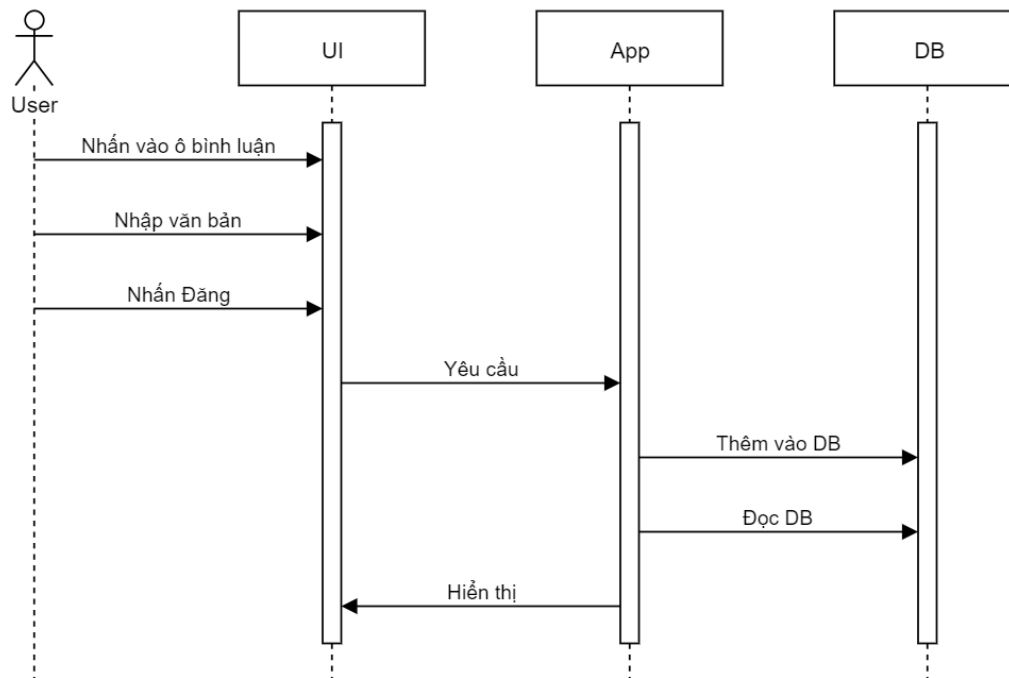 UI
App
DB
User
Nhấn vào ô bình luận
Nhập văn bản
Nhấn Đăng
Yêu cầu
Thêm vào DB
Đọc DB
Hiển thị